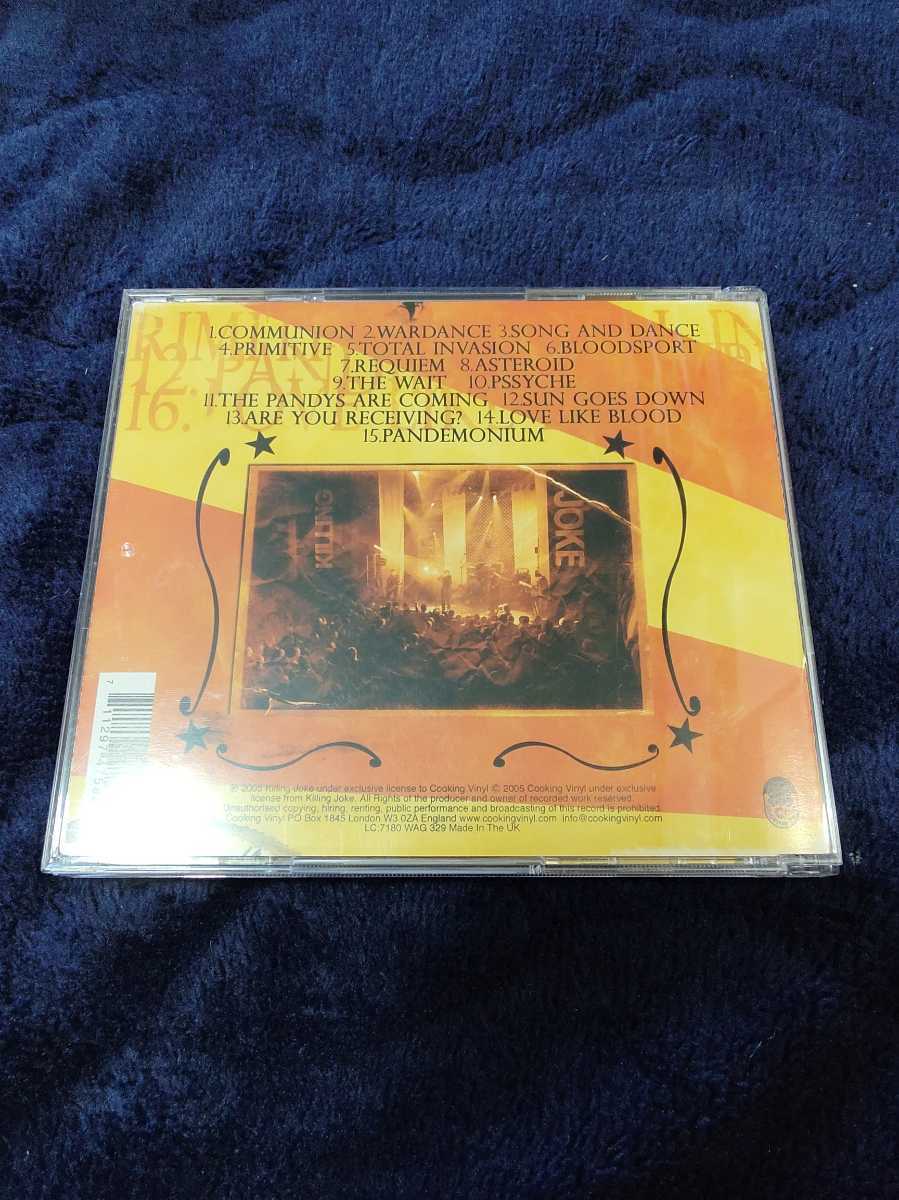 1.COMMUNION 2.WARDANCE 3.SONG AND DANCE
4.PRIMITIVE 5.TOTAL INVASION 6.BLOODSPORT
7.REQUIEM 8.ASTEROID
9.THE WAIT 10.PSSYCHE
11.THE PANDYS ARE COMING 12.SUN GOES DOWN
13.ARE YOU RECEIVING? 14.LOVE LIKE BLOOD
15.PANDEMONIUM
KILLING
JOKE
℗ 2005 Killing Joke under exclusive license to Cooking Vinyl © 2005 Cooking Vinyl under exclusive
license from Killing Joke. All Rights of the producer and owner of recorded work reserved.
Unauthorised copying, hiring, renting, public performance and broadcasting of this record is prohibited.
Cooking Vinyl PO Box 1845 London W3 0ZA England www.cookingvinyl.com info@cookingvinyl.com
LC:7180 WAG 329 Made In The UK